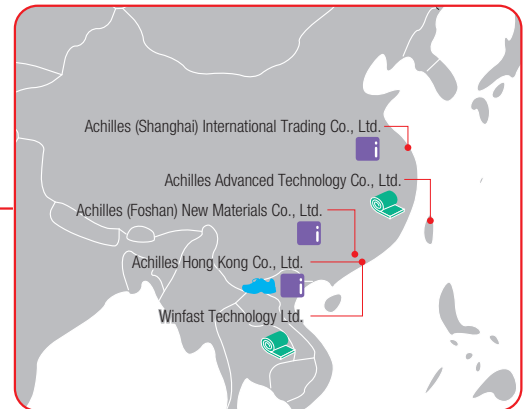 Achilles (Shanghai) International Trading Co., Ltd.
i
Achilles Advanced Technology Co., Ltd.
Achilles (Foshan) New Materials Co., Ltd.
i
Achilles Hong Kong Co., Ltd.
i
Winfast Technology Ltd.